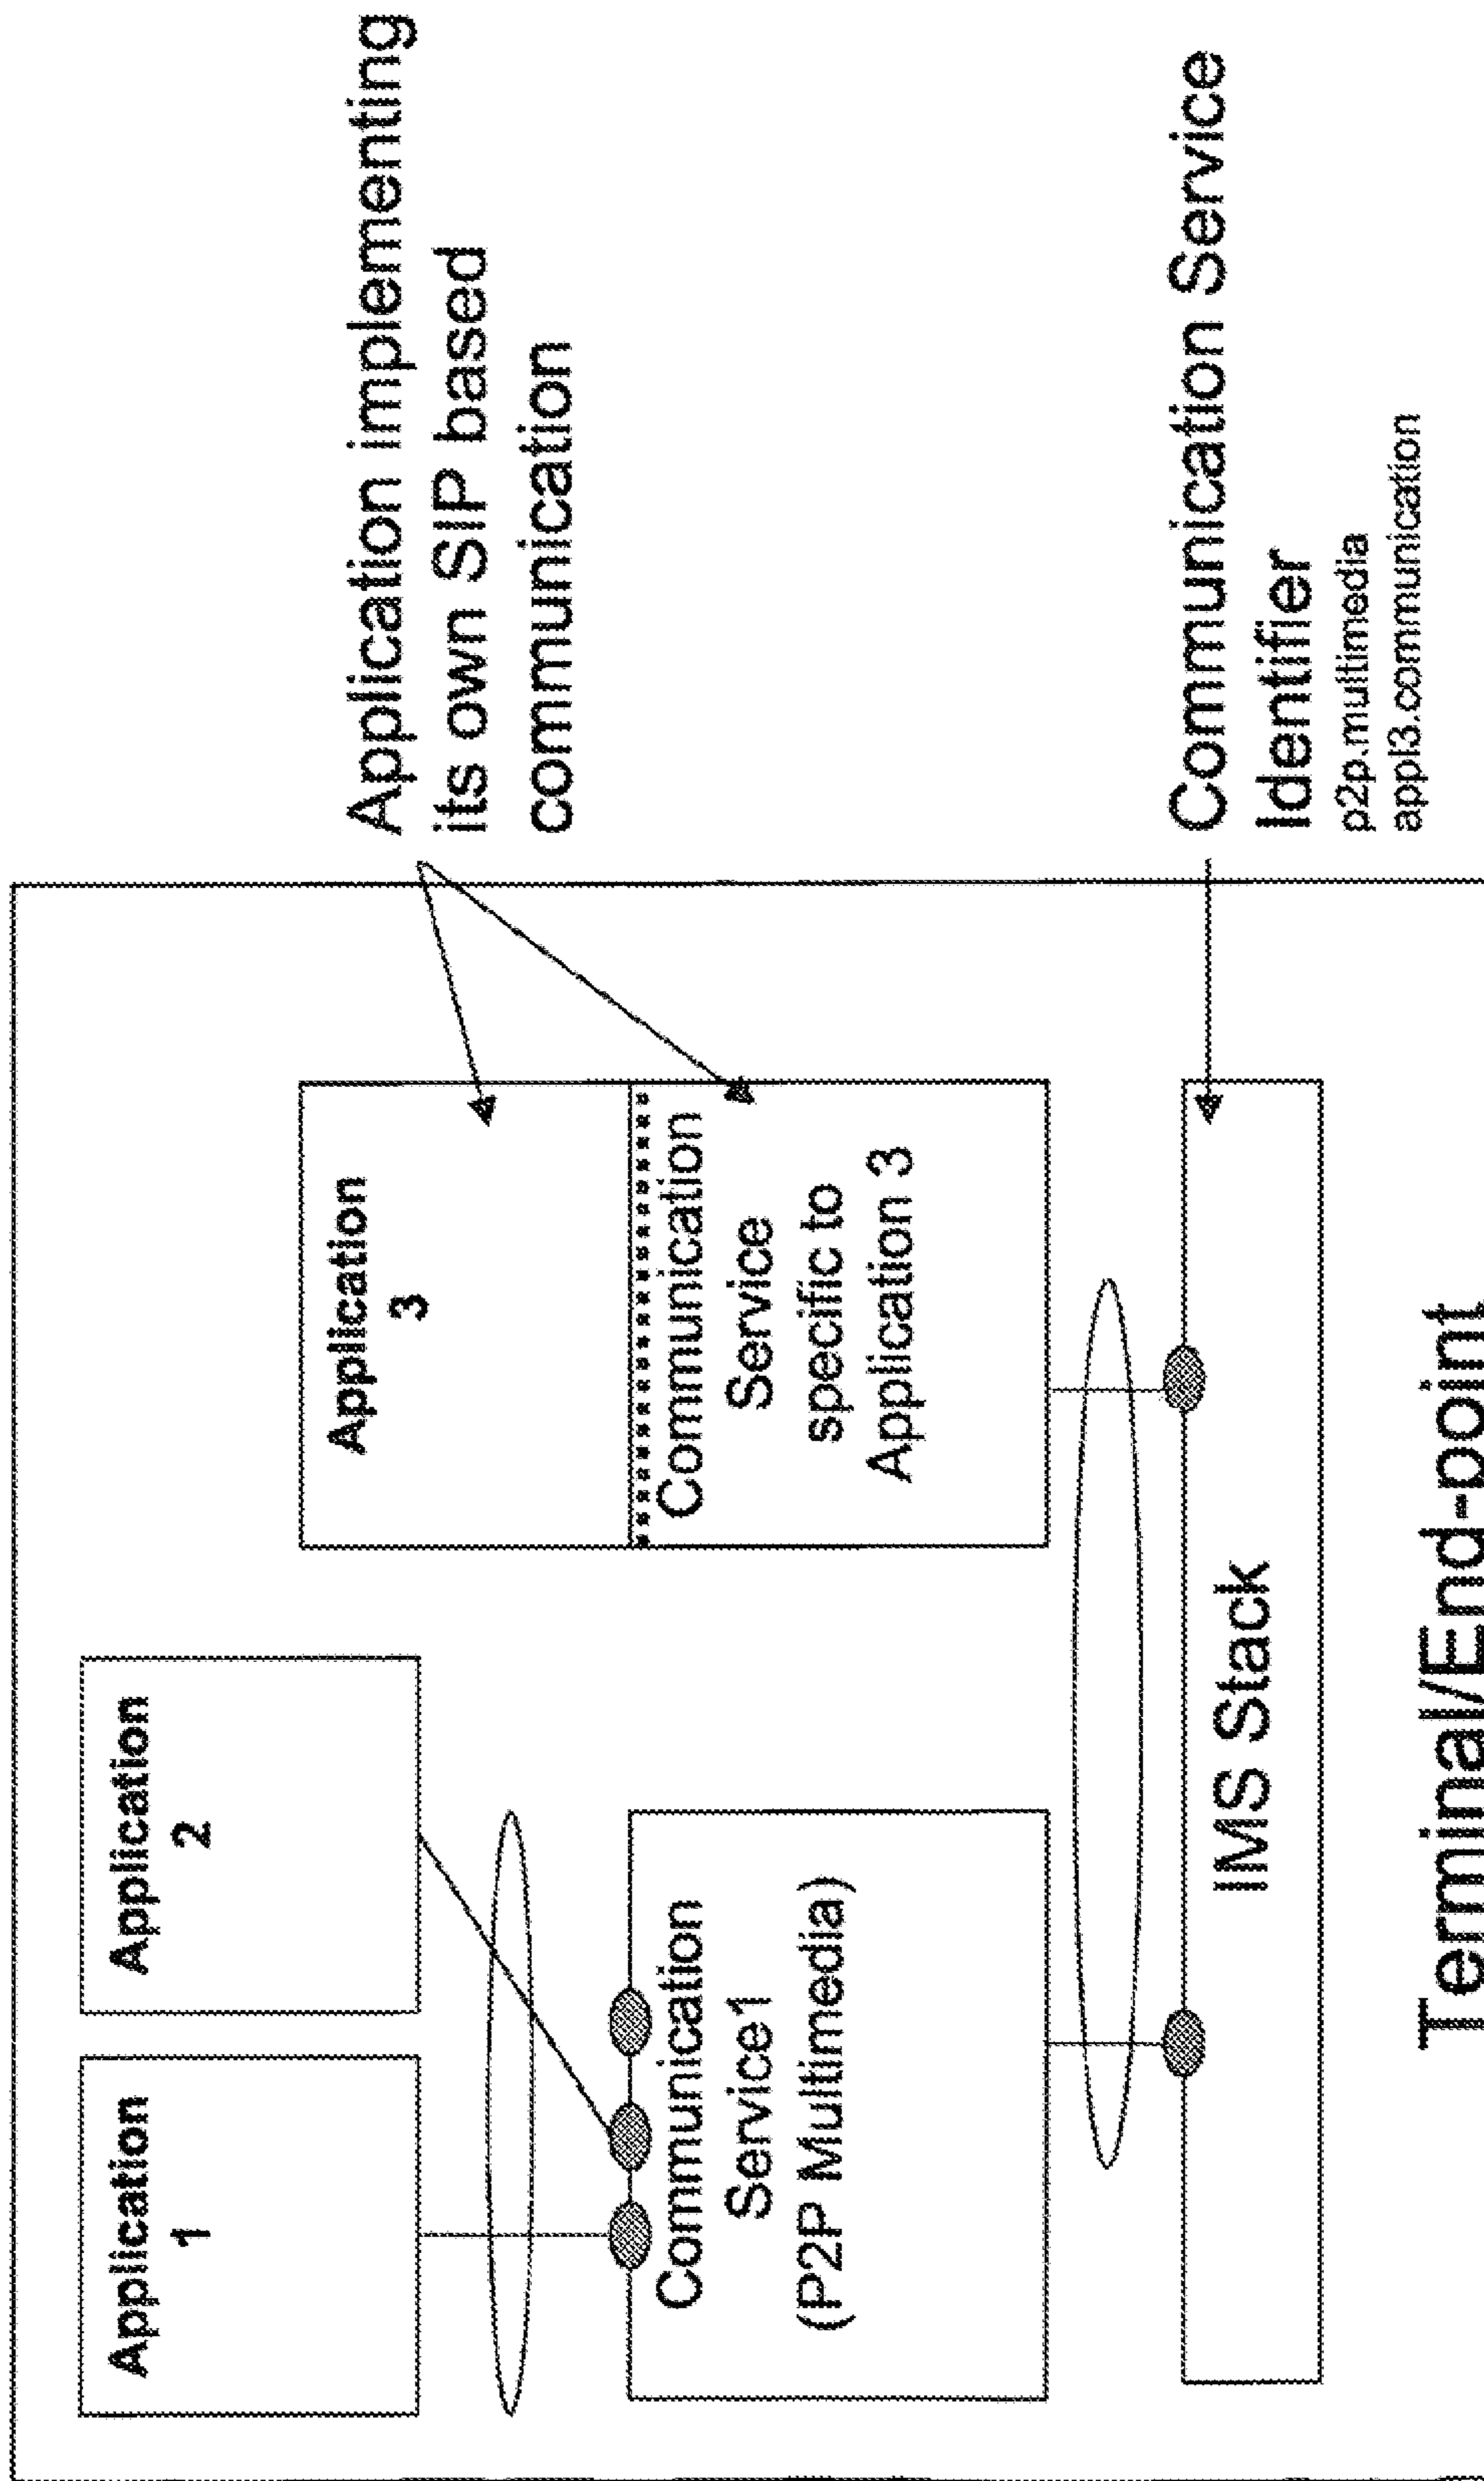 Application
1
Application
2
Application
3
Application implementing
its own SIP based
communication
Communication
Service1
(P2P Multimedia)
Communication
Service
specific to
Application 3
IMS Stack
Communication Service
Identifier
p2p.multimedia
appl3.communication
Terminal/End-point